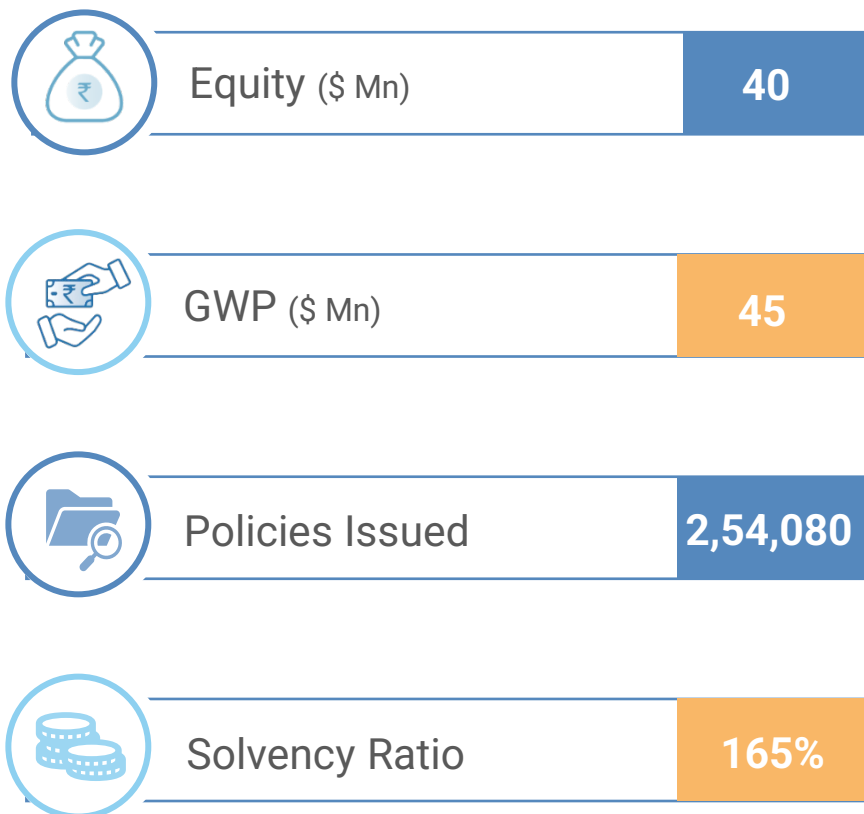 ₹
Equity ($ Mn) 40
₹
GWP ($ Mn) 45
Policies Issued 2,54,080
Solvency Ratio 165%